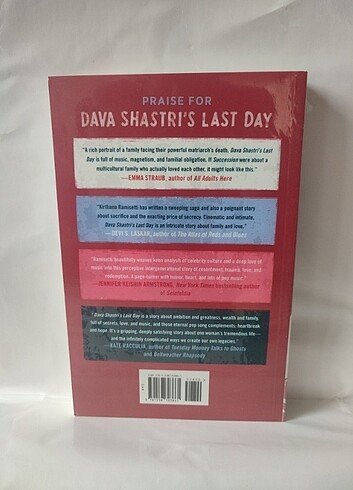 PRAISE FOR
DAVA SHASTRI'S LAST DAY
"A rich portrait of a family facing their powerful matriarch's death, Dava Shastri's Last
Day is full of music, magnetism, and familial obligation. If Succession were about a
multicultural family who actually loved each other, it might look like this."
—EMMA STRAUB, author of All Adults Here
"Kirthana Ramisetti has written a sweeping saga and also a poignant story
about sacrifice and the exacting price of secrecy. Cinematic and intimate,
Dava Shastri's Last Day is an intricate story about family and love."
—DEVI S. LASKAR, author of The Atlas of Reds and Blues
"Ramisetti beautifully weaves keen analysis of celebrity culture and a deep love of
music into this perceptive intergenerational story of resentment, trauma, love, and
redemption. A page-turner with humor, heart, and lots of pop music!"
—JENNIFER KEISHIN ARMSTRONG, New York Times bestselling author
of Seinfeldia
"Dava Shastri's Last Day is a story about ambition and greatness, wealth and family,
full of secrets, love, and music, and those eternal pop song complements: heartbreak
and hope. It's a gripping, deeply satisfying story about one woman's tremendous life—
and the infinitely complicated ways we create our own legacies."
—KATE RACCULIA, author of Tuesday Mooney Talks to Ghosts
and Bellweather Rhapsody